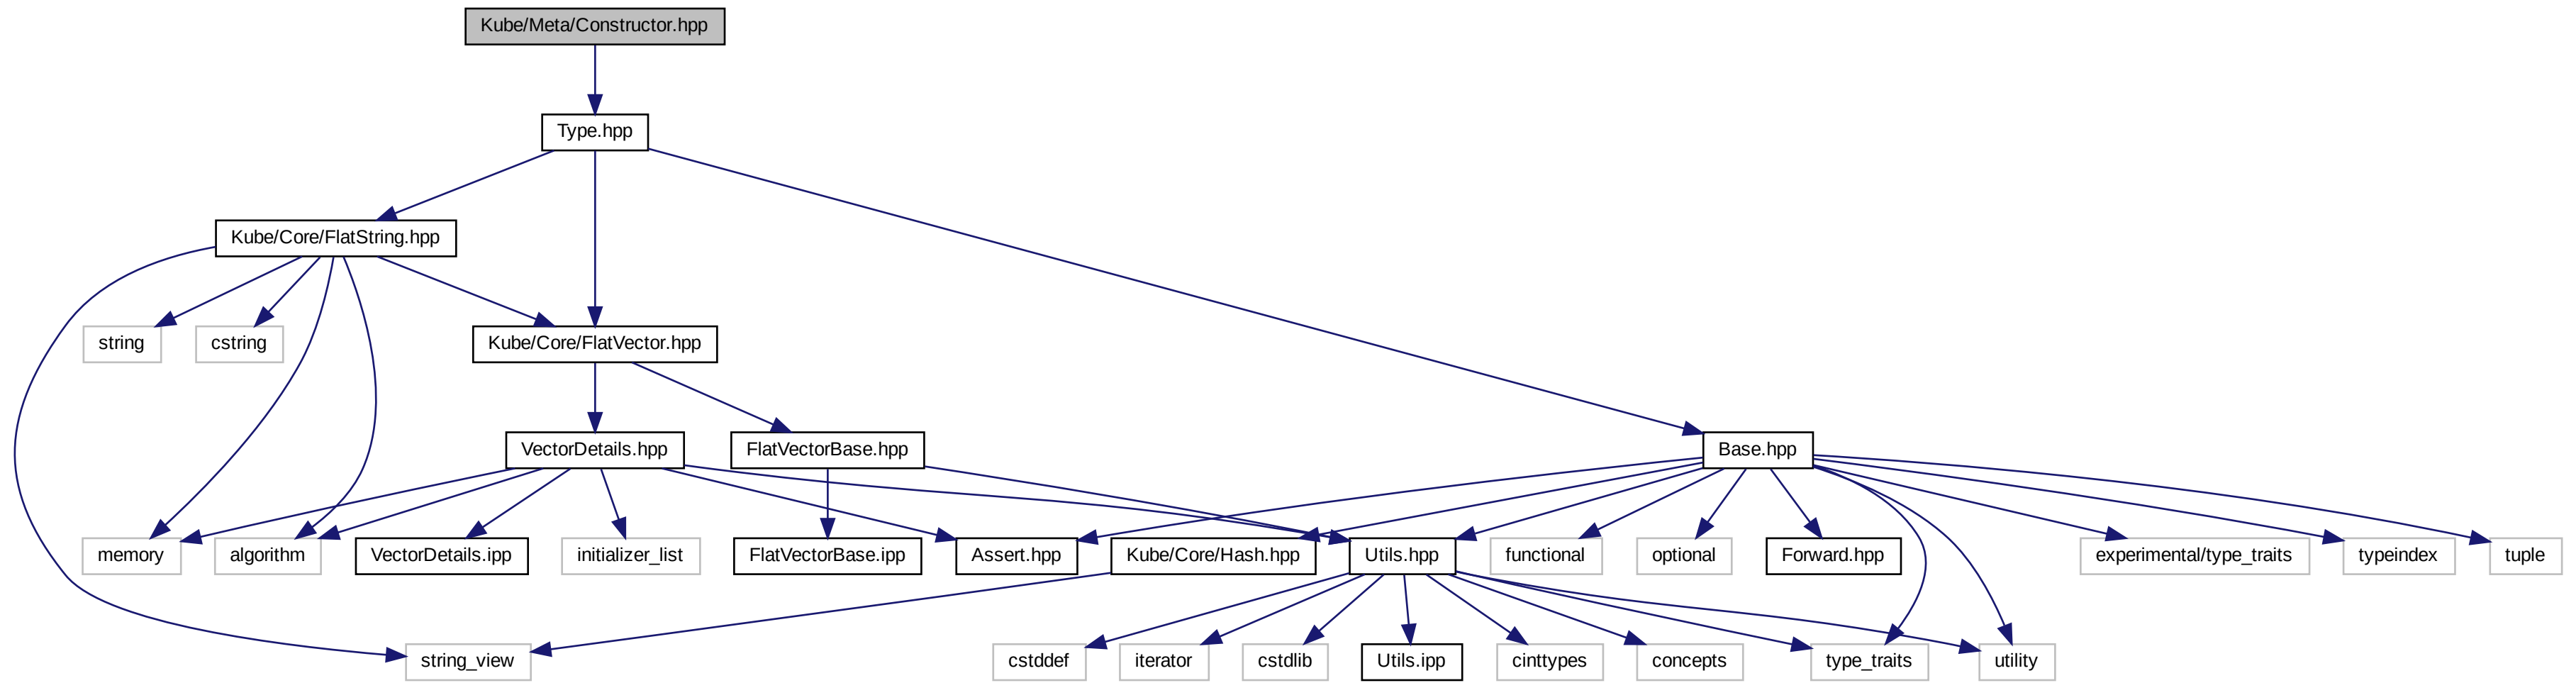 Kube/Meta/Constructor.hpp
Type.hpp
Kube/Core/FlatString.hpp
string
cstring
Kube/Core/FlatVector.hpp
VectorDetails.hpp
FlatVectorBase.hpp
Base.hpp
memory
algorithm
VectorDetails.ipp
initializer_list
FlatVectorBase.ipp
Assert.hpp
Kube/Core/Hash.hpp
Utils.hpp
functional
optional
Forward.hpp
experimental/type_traits
typeindex
tuple
string_view
cstddef
iterator
cstdlib
Utils.ipp
cinttypes
concepts
type_traits
utility